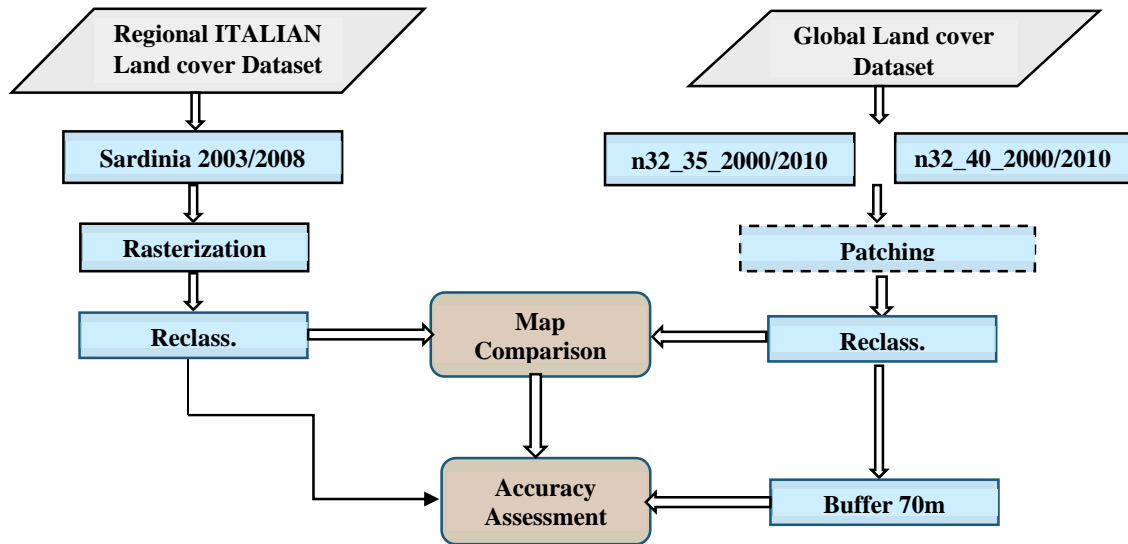 Regional ITALIAN
Land cover Dataset
Global Land cover
Dataset
Sardinia 2003/2008
n32_35_2000/2010
n32_40_2000/2010
Rasterization
Patching
Reclass.
Map
Comparison
Reclass.
Accuracy
Assessment
Buffer 70m